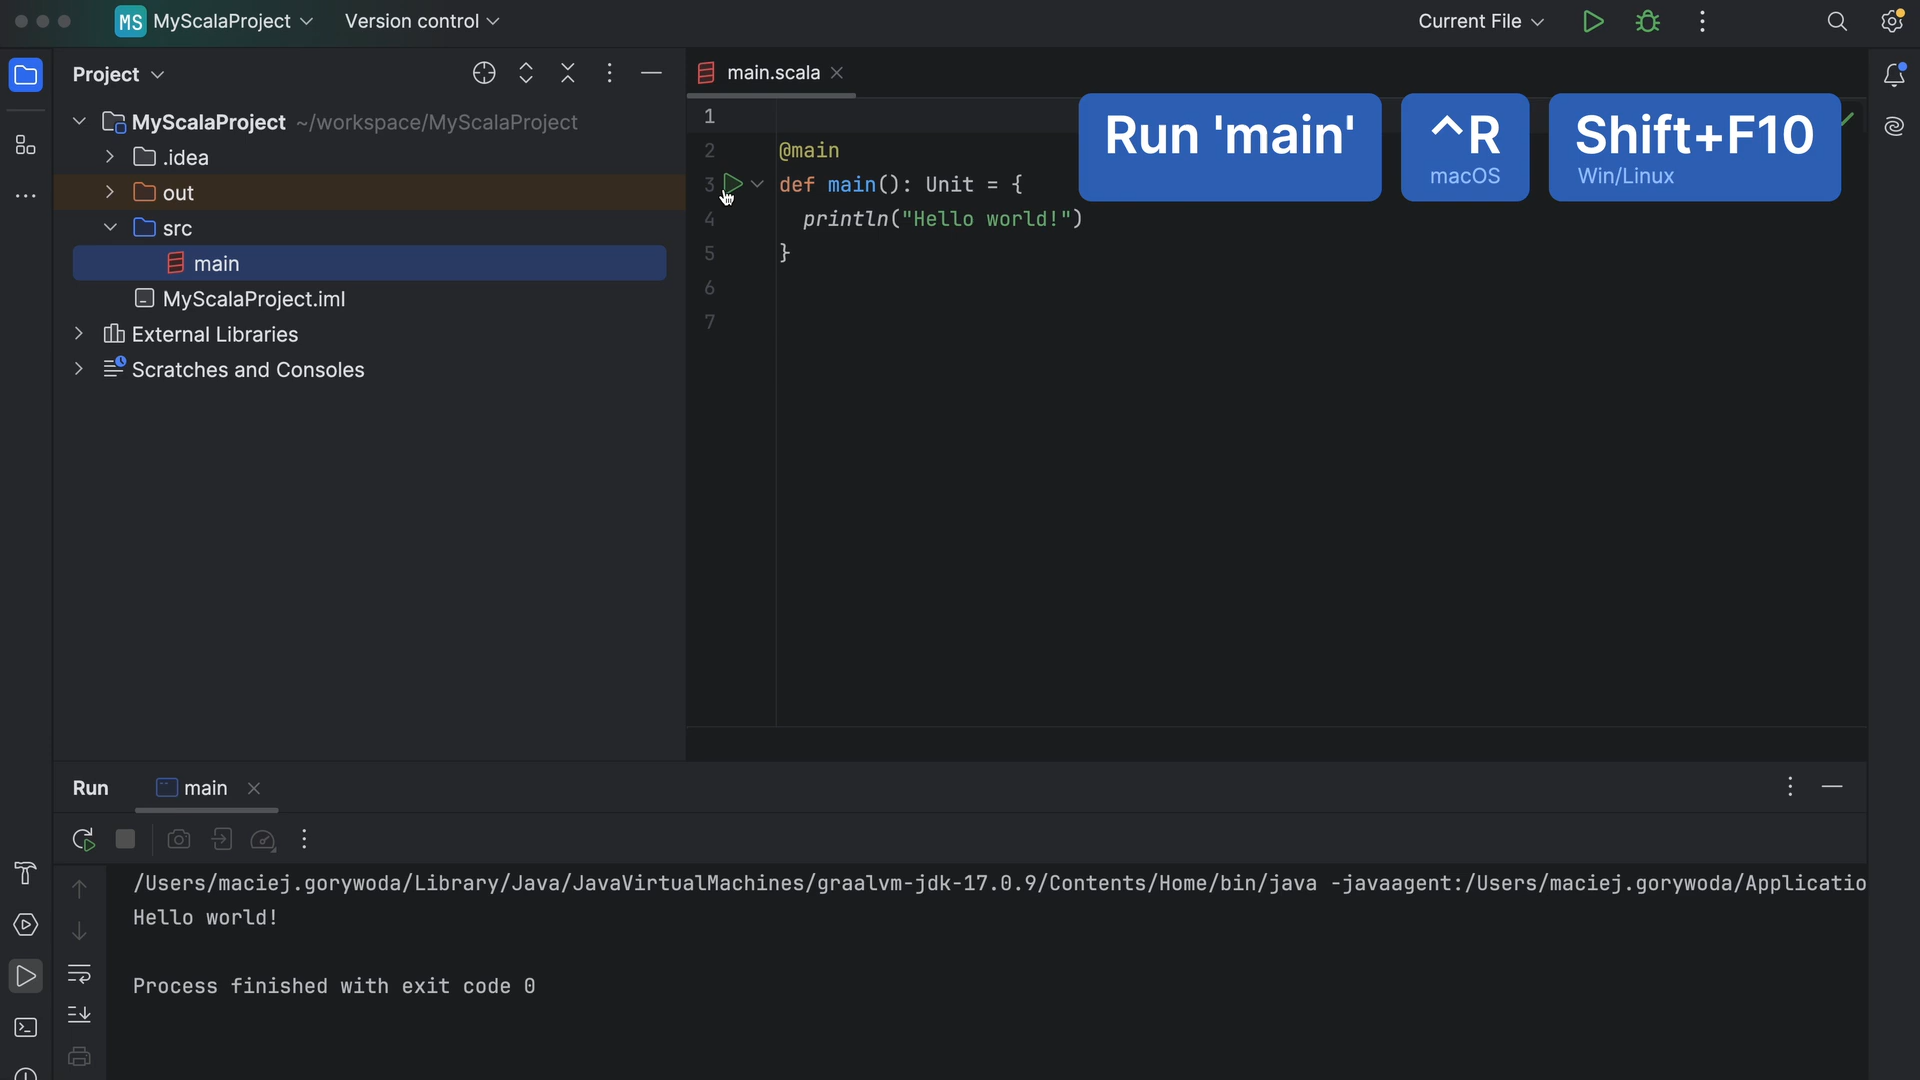 MS MyScalaProject Version control Current File
Project
main.scala
MyScalaProject ~/workspace/MyScalaProject
.idea
out
src
main
MyScalaProject.iml
External Libraries
Scratches and Consoles
1
2 @main
3 def main(): Unit = {
4 println("Hello world!")
5 }
6
7
Run 'main'
^R
macOS
Shift+F10
Win/Linux
Run main
/Users/maciej.gorywoda/Library/Java/JavaVirtualMachines/graalvm-jdk-17.0.9/Contents/Home/bin/java -javaagent:/Users/maciej.gorywoda/Applicatio
Hello world!
Process finished with exit code 0